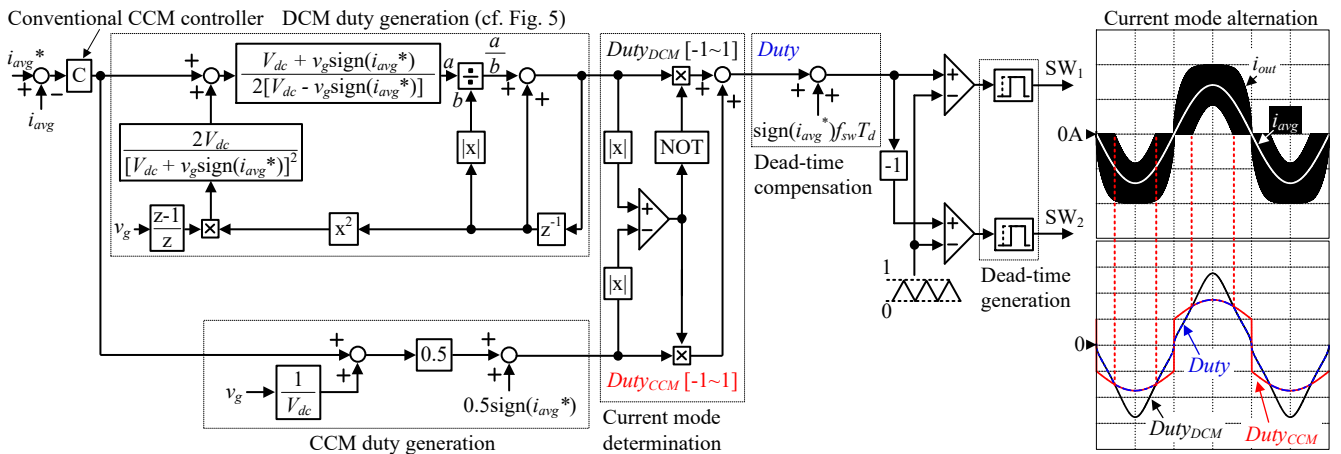 Conventional CCM controller
DCM duty generation (cf. Fig. 5)
Current mode alternation
i_avg*
+
−
i_avg
C
+
+
V_dc + v_g sign(i_avg*)
2[V_dc - v_g sign(i_avg*)]
a
b
÷
a
b
+
+
Duty_DCM [-1~1]
×
+
+
Duty
+
+
sign(i_avg*)f_sw T_d
Dead-time
compensation
+
−
SW₁
2V_dc
[V_dc + v_g sign(i_avg*)]²
|x|
|x|
NOT
-1
v_g
z-1
z
×
x²
z⁻¹
+
−
+
−
SW₂
|x|
1
0
Dead-time
generation
+
+
0.5
+
+
×
v_g
1
V_dc
0.5sign(i_avg*)
Duty_CCM [-1~1]
CCM duty generation
Current mode
determination
i_out
0A
i_avg
0
Duty
Duty_DCM
Duty_CCM